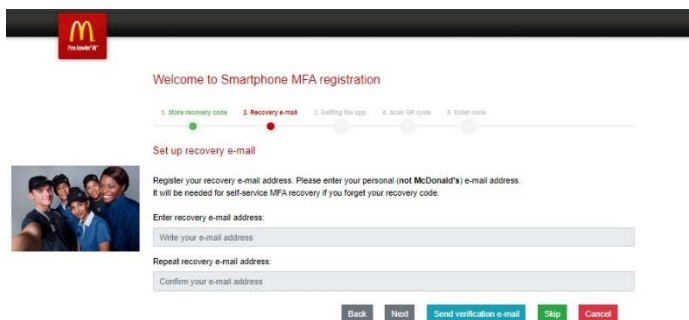 i'm lovin' it
Welcome to Smartphone MFA registration
1. Store recovery code 2. Recovery e-mail 3. Getting the app 4. Scan QR code 5. Enter code
Set up recovery e-mail
Register your recovery e-mail address. Please enter your personal (not McDonald's) e-mail address.
It will be needed for self-service MFA recovery if you forget your recovery code.
Enter recovery e-mail address:
Write your e-mail address
Repeat recovery e-mail address:
Confirm your e-mail address
Back Next Send verification e-mail Skip Cancel